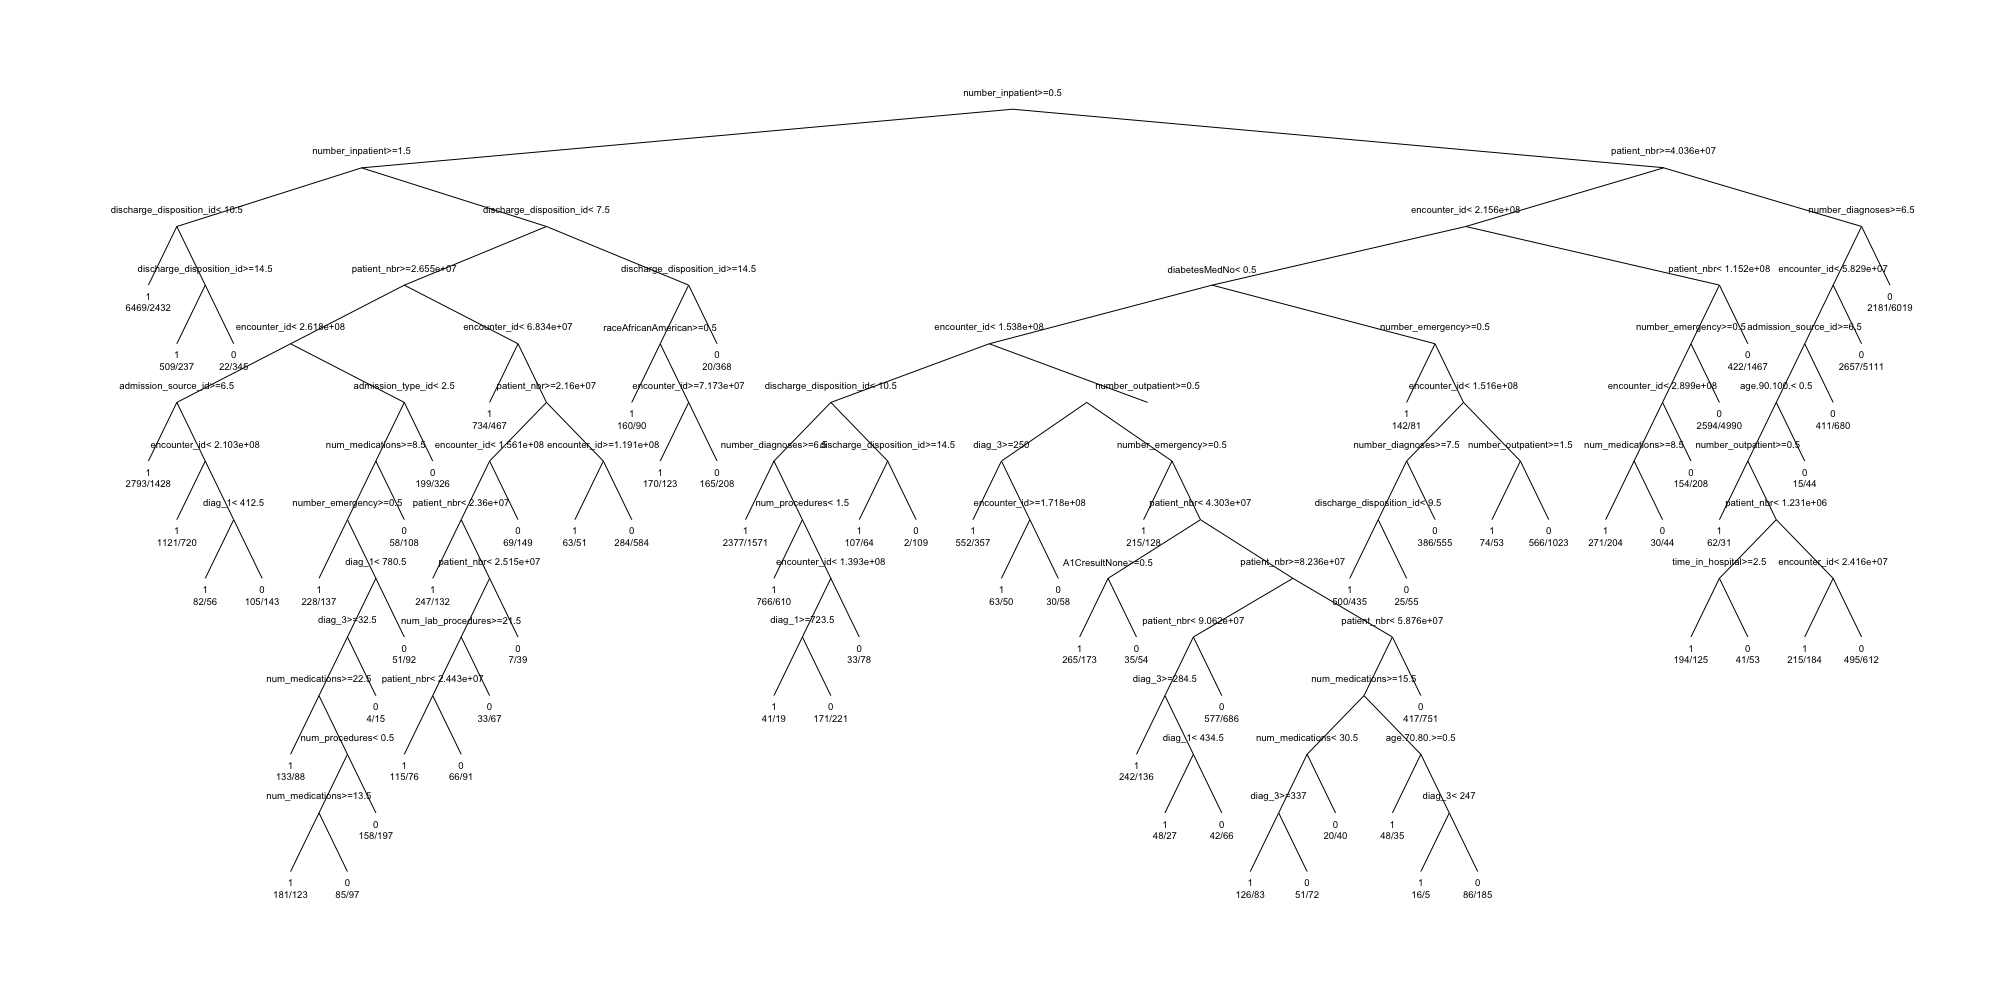 number_inpatient>=0.5
number_inpatient>=1.5
patient_nbr>=4.036e+07
discharge_disposition_id< 10.5
discharge_disposition_id< 7.5
encounter_id< 2.156e+08
number_diagnoses>=6.5
discharge_disposition_id>=14.5
patient_nbr>=2.655e+07
discharge_disposition_id>=14.5
diabetesMedNo< 0.5
patient_nbr< 1.152e+08
encounter_id< 5.829e+07
1
6469/2432
0
2181/6019
encounter_id< 2.618e+08
encounter_id< 6.834e+07
raceAfricanAmerican>=0.5
encounter_id< 1.538e+08
number_emergency>=0.5
number_emergency>=0.5
admission_source_id>=6.5
1
509/237
0
22/345
0
20/368
0
422/1467
0
2657/5111
admission_source_id>=6.5
admission_type_id< 2.5
patient_nbr>=2.16e+07
encounter_id>=7.173e+07
discharge_disposition_id< 10.5
number_outpatient>=0.5
encounter_id< 1.516e+08
encounter_id< 2.899e+08
age.90.100.< 0.5
1
734/467
1
160/90
1
142/81
0
2594/4990
0
411/680
encounter_id< 2.103e+08
num_medications>=8.5
encounter_id< 1.561e+08
encounter_id>=1.191e+08
number_diagnoses>=6.5
discharge_disposition_id>=14.5
diag_3>=250
number_emergency>=0.5
number_diagnoses>=7.5
number_outpatient>=1.5
num_medications>=8.5
number_outpatient>=0.5
1
2793/1428
0
199/326
1
170/123
0
165/208
0
154/208
0
15/44
diag_1< 412.5
number_emergency>=0.5
patient_nbr< 2.36e+07
num_procedures< 1.5
encounter_id>=1.718e+08
patient_nbr< 4.303e+07
discharge_disposition_id< 9.5
patient_nbr< 1.231e+06
1
1121/720
0
58/108
0
69/149
1
63/51
0
284/584
1
2377/1571
1
107/64
0
2/109
1
552/357
1
215/128
0
386/555
1
74/53
0
566/1023
1
271/204
0
30/44
1
62/31
diag_1< 780.5
patient_nbr< 2.515e+07
encounter_id< 1.393e+08
A1CresultNone>=0.5
patient_nbr>=8.236e+07
time_in_hospital>=2.5
encounter_id< 2.416e+07
1
82/56
0
105/143
1
228/137
1
247/132
1
766/610
1
63/50
0
30/58
1
500/435
0
25/55
diag_3>=32.5
num_lab_procedures>=21.5
diag_1>=723.5
patient_nbr< 9.062e+07
patient_nbr< 5.876e+07
0
51/92
0
7/39
0
33/78
1
265/173
0
35/54
1
194/125
0
41/53
1
215/184
0
495/612
num_medications>=22.5
patient_nbr< 2.443e+07
diag_3>=284.5
num_medications>=15.5
0
4/15
0
33/67
1
41/19
0
171/221
0
577/686
0
417/751
num_procedures< 0.5
diag_1< 434.5
num_medications< 30.5
age.70.80.>=0.5
1
133/88
1
115/76
0
66/91
1
242/136
num_medications>=13.5
diag_3>=337
diag_3< 247
0
158/197
1
48/27
0
42/66
0
20/40
1
48/35
1
181/123
0
85/97
1
126/83
0
51/72
1
16/5
0
86/185